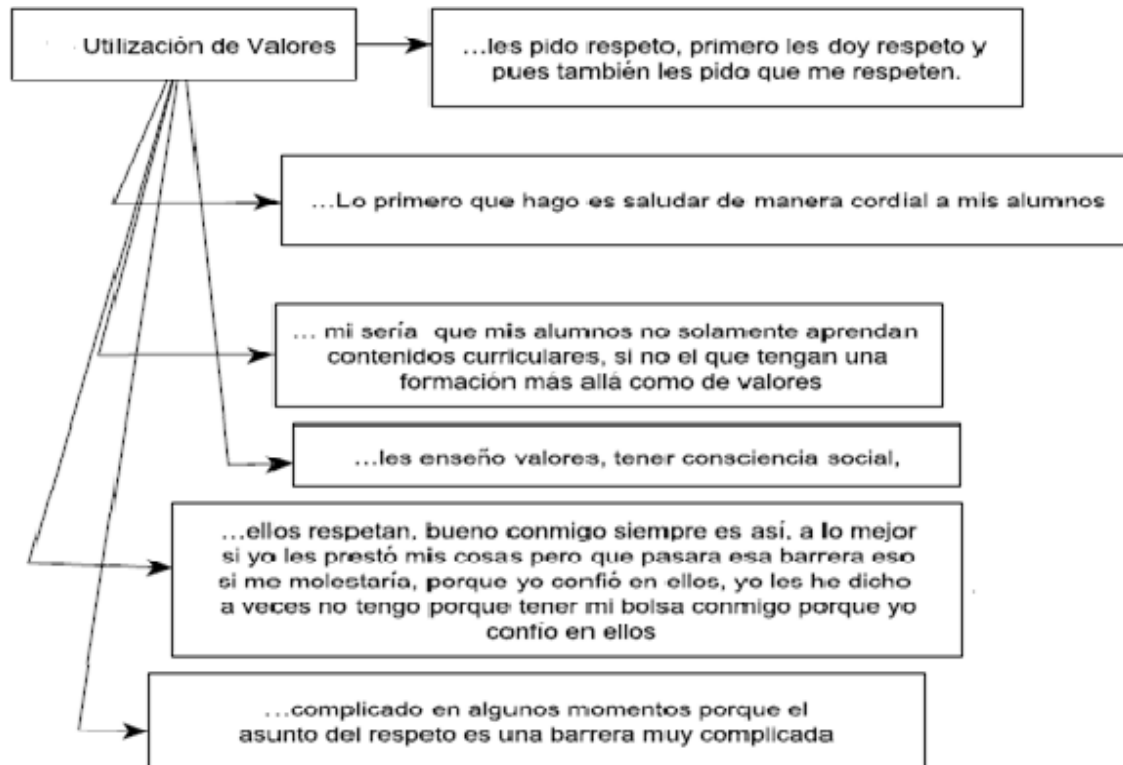 Utilización de Valores
...les pido respeto, primero les doy respeto y
pues también les pido que me respeten.
...Lo primero que hago es saludar de manera cordial a mis alumnos
... mi sería que mis alumnos no solamente aprendan
contenidos curriculares, si no el que tengan una
formación más allá como de valores
...les enseño valores, tener consciencia social,
...ellos respetan, bueno conmigo siempre es así, a lo mejor
si yo les prestó mis cosas pero que pasara esa barrera eso
si me molestaría, porque yo confió en ellos, yo les he dicho
a veces no tengo porque tener mi bolsa conmigo porque yo
confío en ellos
...complicado en algunos momentos porque el
asunto del respeto es una barrera muy complicada